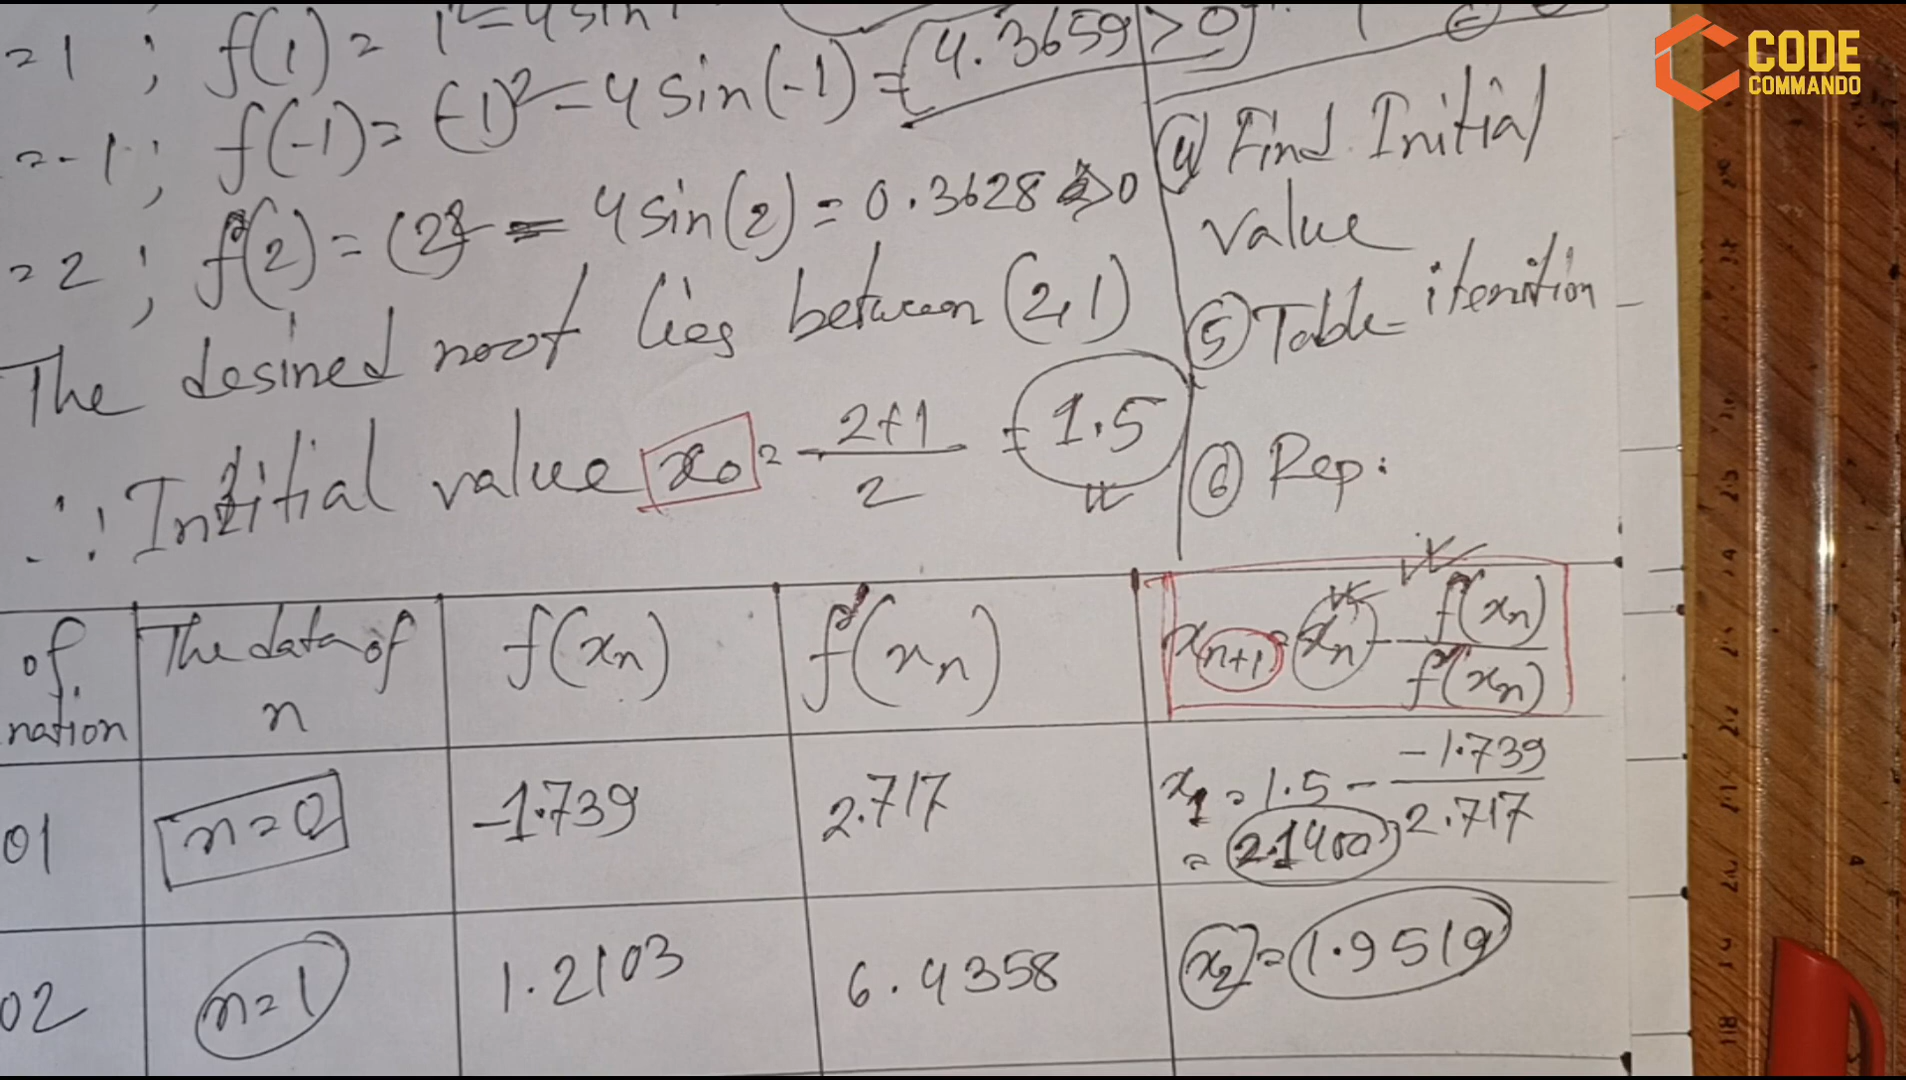 =1 ; f(1) = 1² - 4 sin
= -1 ; f(-1) = (-1)² - 4 sin(-1) = 4.3659 > 0
= 2 ; f(2) = (2)² - 4 sin(2) = 0.3628 > 0
The desired root lies between (2,1)
∴ Initial value x₀ = 2+1 / 2 = 1.5
④ Find Initial
value
⑤ Table iteration
⑥ Rep.
CODE
COMMANDO
of
nation
The data of
n
f(xₙ)
f'(xₙ)
xₙ₊₁ = xₙ - f(xₙ) / f'(xₙ)
01 n=0 -1.739 2.717 x₁ = 1.5 - -1.739 / 2.717
= 2.1400
02 n=1 1.2103 6.4358 x₂ = 1.9519